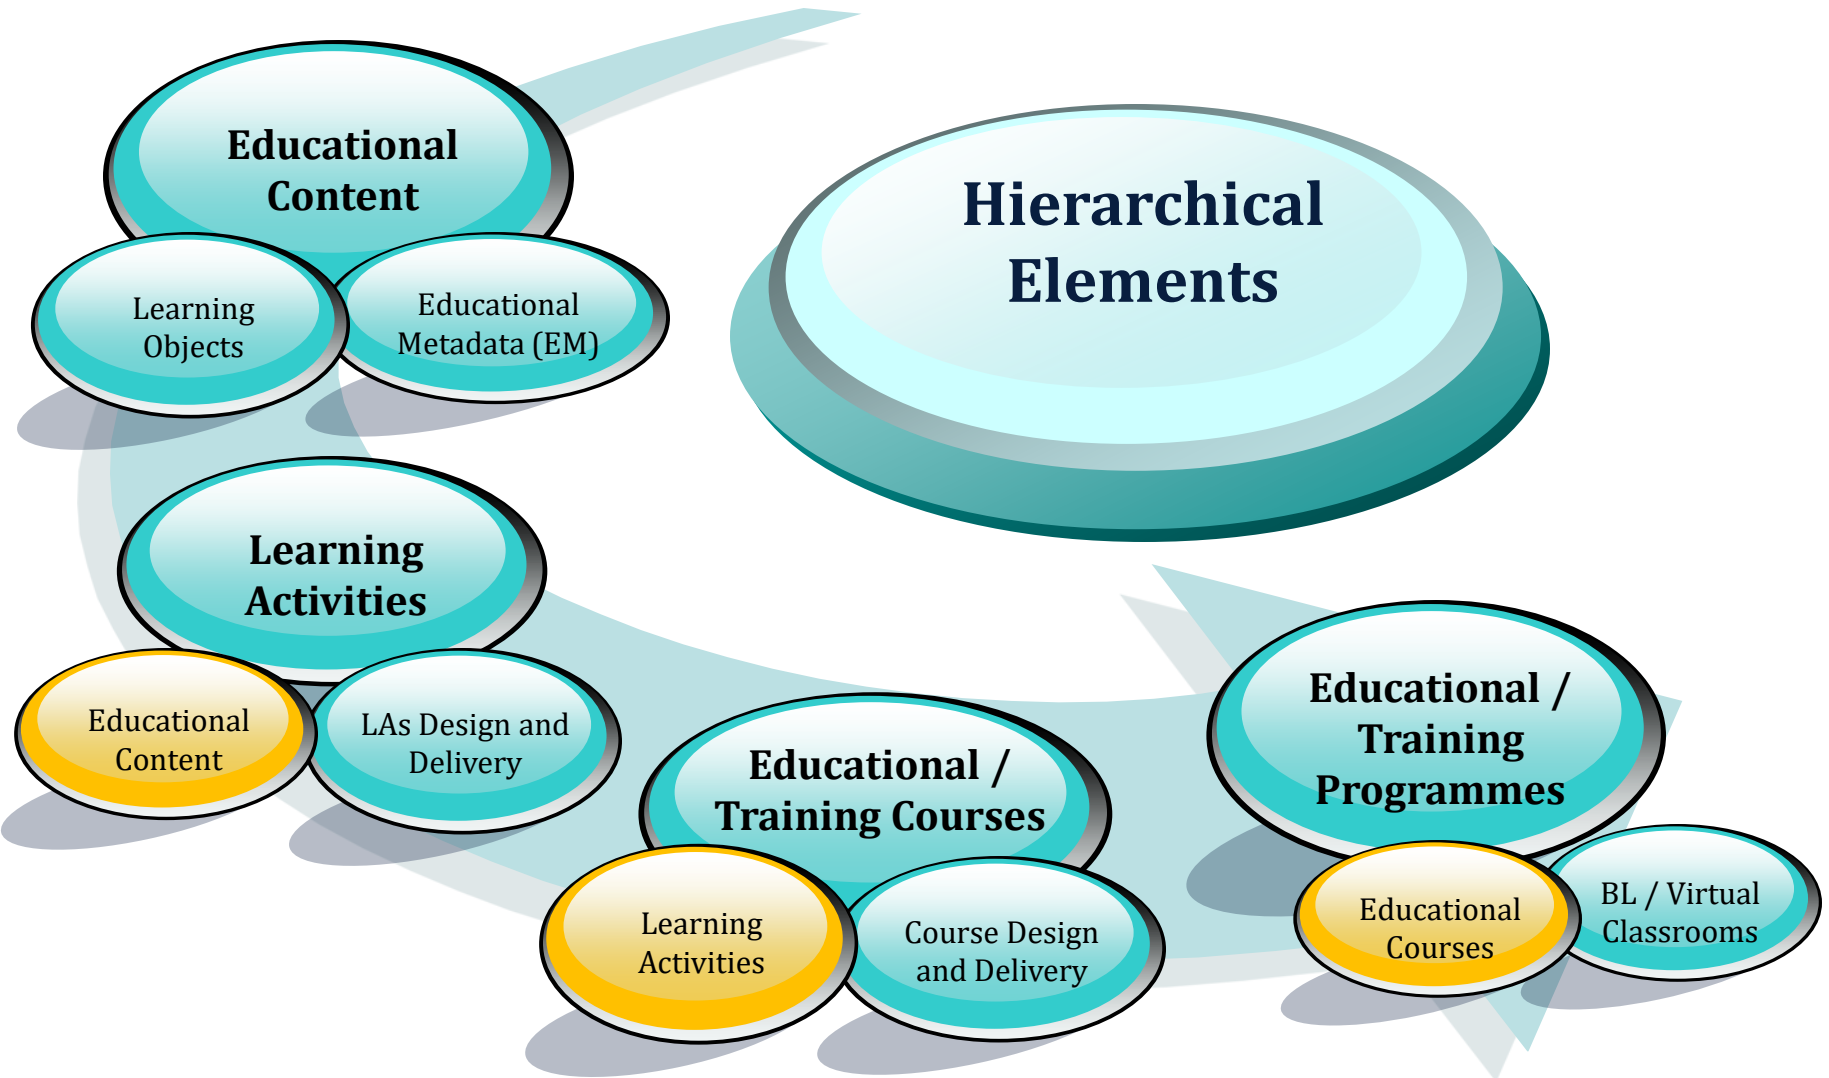 Hierarchical
Elements
Educational
Content
Learning
Objects
Educational
Metadata (EM)
Learning
Activities
Educational
Content
LAs Design and
Delivery
Educational /
Training Courses
Learning
Activities
Course Design
and Delivery
Educational /
Training
Programmes
Educational
Courses
BL / Virtual
Classrooms